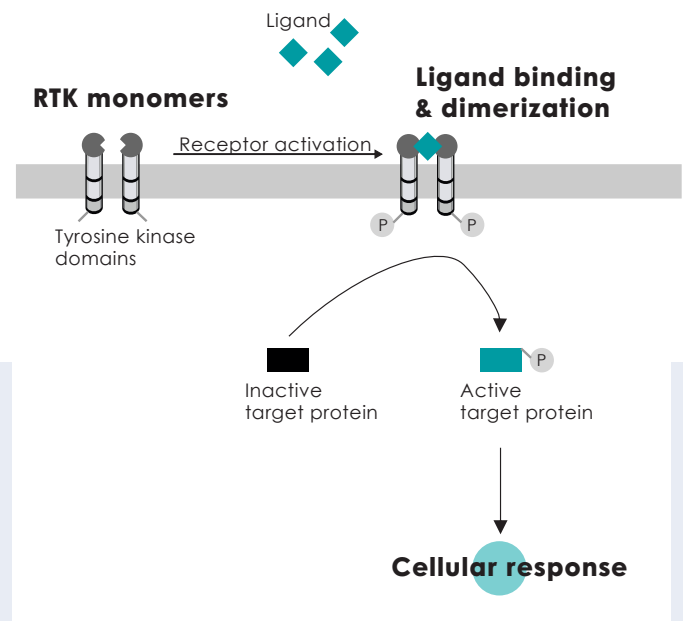 Ligand
RTK monomers
Ligand binding
& dimerization
Receptor activation
Tyrosine kinase
domains
P
P
P
Inactive
target protein
Active
target protein
Cellular response